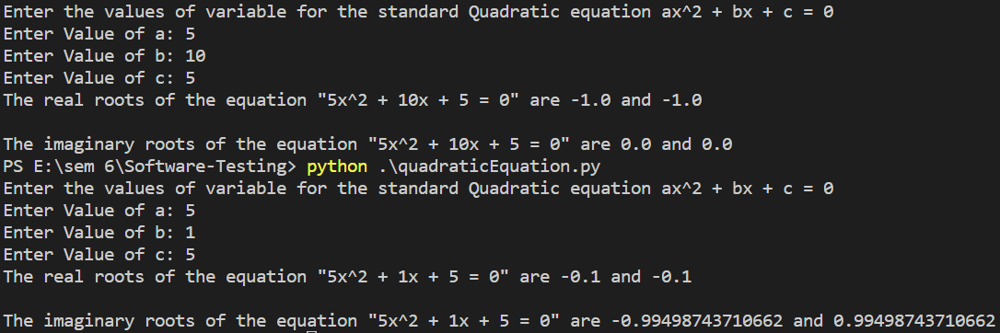 Enter the values of variable for the standard Quadratic equation ax^2 + bx + c = 0
Enter Value of a: 5
Enter Value of b: 10
Enter Value of c: 5
The real roots of the equation "5x^2 + 10x + 5 = 0" are -1.0 and -1.0
The imaginary roots of the equation "5x^2 + 10x + 5 = 0" are 0.0 and 0.0
PS E:\sem 6\Software-Testing> python .\quadraticEquation.py
Enter the values of variable for the standard Quadratic equation ax^2 + bx + c = 0
Enter Value of a: 5
Enter Value of b: 1
Enter Value of c: 5
The real roots of the equation "5x^2 + 1x + 5 = 0" are -0.1 and -0.1
The imaginary roots of the equation "5x^2 + 1x + 5 = 0" are -0.99498743710662 and 0.99498743710662